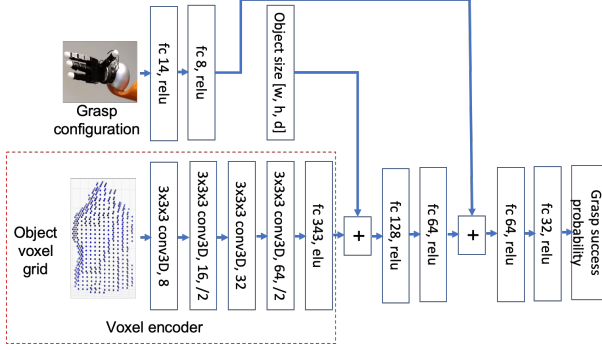 Grasp
configuration
fc 14, relu
fc 8, relu
Object size [w, h, d]
Object
voxel
grid
3x3x3 conv3D, 8
3x3x3 conv3D, 16, /2
3x3x3 conv3D, 32
3x3x3 conv3D, 64, /2
fc 343, elu
Voxel encoder
+
fc 128, relu
fc 64, relu
+
fc 64, relu
fc 32, relu
Grasp success
probability